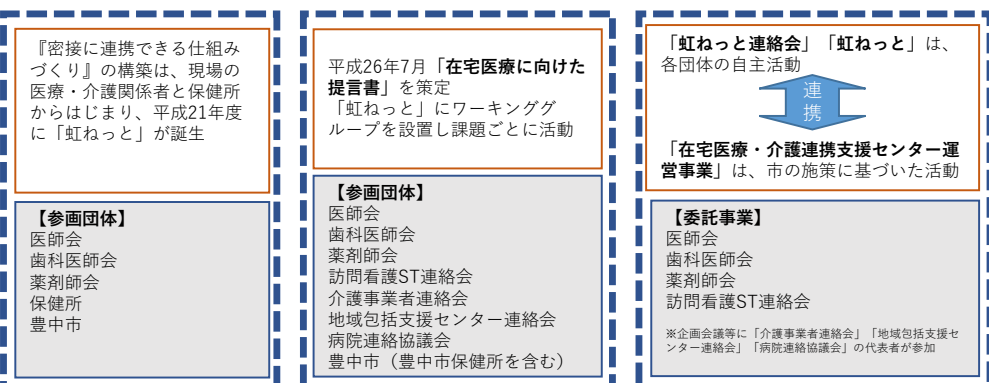 『密接に連携できる仕組み
づくり』の構築は、現場の
医療・介護関係者と保健所
からはじまり、平成21年度
に「虹ねっと」が誕生
【参画団体】
医師会
歯科医師会
薬剤師会
保健所
豊中市
平成26年7月「在宅医療に向けた
提言書」を策定
「虹ねっと」にワーキンググ
ループを設置し課題ごとに活動
【参画団体】
医師会
歯科医師会
薬剤師会
訪問看護ST連絡会
介護事業者連絡会
地域包括支援センター連絡会
病院連絡協議会
豊中市（豊中市保健所を含む）
「虹ねっと連絡会」「虹ねっと」は、
各団体の自主活動
連
携
「在宅医療・介護連携支援センター運
営事業」は、市の施策に基づいた活動
【委託事業】
医師会
歯科医師会
薬剤師会
訪問看護ST連絡会
※企画会議等に「介護事業者連絡会」「地域包括支援セ
ンター連絡会」「病院連絡協議会」の代表者が参加